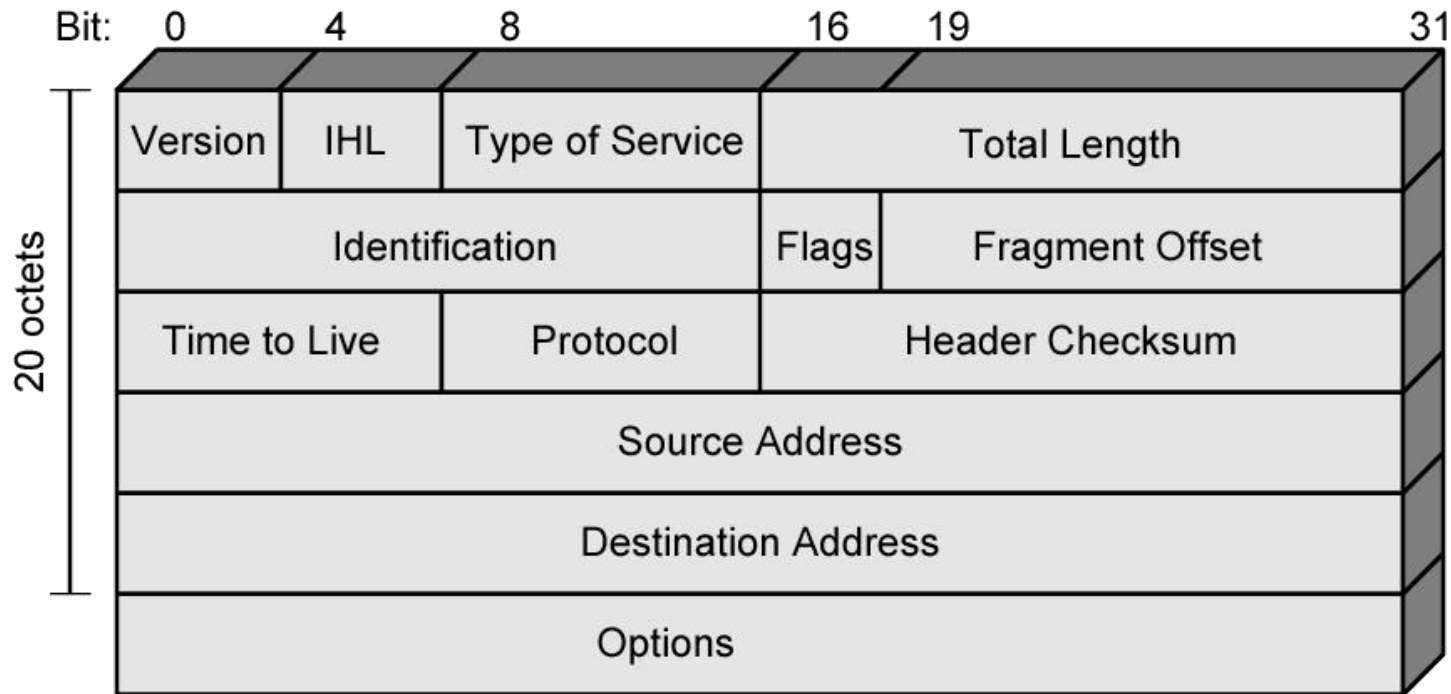 Bit: 0 4 8 16 19 31
Version IHL Type of Service Total Length
Identification Flags Fragment Offset
Time to Live Protocol Header Checksum
20 octets
Source Address
Destination Address
Options